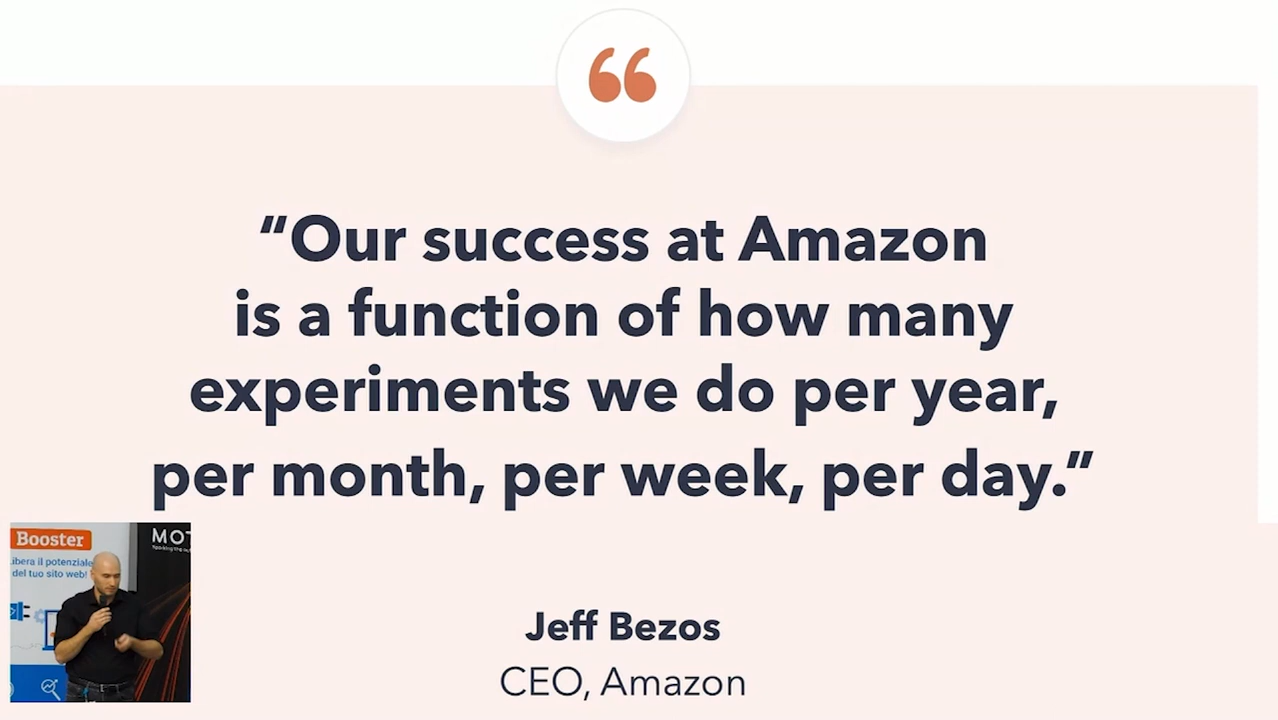 “Our success at Amazon
is a function of how many
experiments we do per year,
per month, per week, per day.”
Jeff Bezos
CEO, Amazon
Booster
Libera il potenziale
del tuo sito web!
MOT